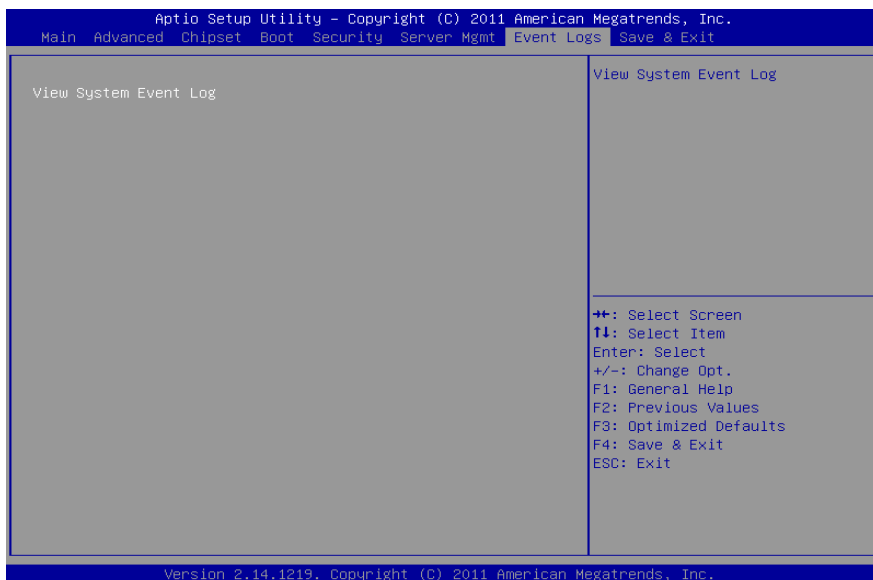 Aptio Setup Utility – Copyright (C) 2011 American Megatrends, Inc.
Main Advanced Chipset Boot Security Server Mgmt Event Logs Save & Exit
View System Event Log
View System Event Log
→←: Select Screen
↑↓: Select Item
Enter: Select
+/-: Change Opt.
F1: General Help
F2: Previous Values
F3: Optimized Defaults
F4: Save & Exit
ESC: Exit
Version 2.14.1219. Copyright (C) 2011 American Megatrends, Inc.